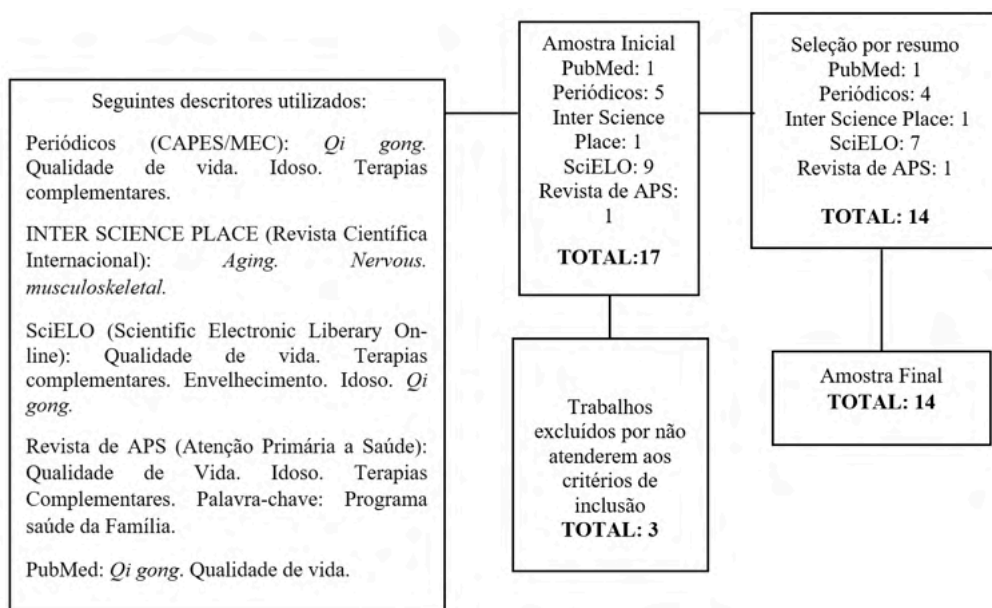 Seguintes descritores utilizados:
Periódicos (CAPES/MEC): Qi gong.
Qualidade de vida. Idoso. Terapias
complementares.
INTER SCIENCE PLACE (Revista Científica
Internacional): Aging. Nervous.
musculoskeletal.
SciELO (Scientific Electronic Liberary On-
line): Qualidade de vida. Terapias
complementares. Envelhecimento. Idoso. Qi
gong.
Revista de APS (Atenção Primária a Saúde):
Qualidade de Vida. Idoso. Terapias
Complementares. Palavra-chave: Programa
saúde da Família.
PubMed: Qi gong. Qualidade de vida.
Amostra Inicial
PubMed: 1
Periódicos: 5
Inter Science
Place: 1
SciELO: 9
Revista de APS:
1
TOTAL:17
Trabalhos
excluídos por não
atenderem aos
critérios de
inclusão
TOTAL: 3
Seleção por resumo
PubMed: 1
Periódicos: 4
Inter Science Place: 1
SciELO: 7
Revista de APS: 1
TOTAL: 14
Amostra Final
TOTAL: 14